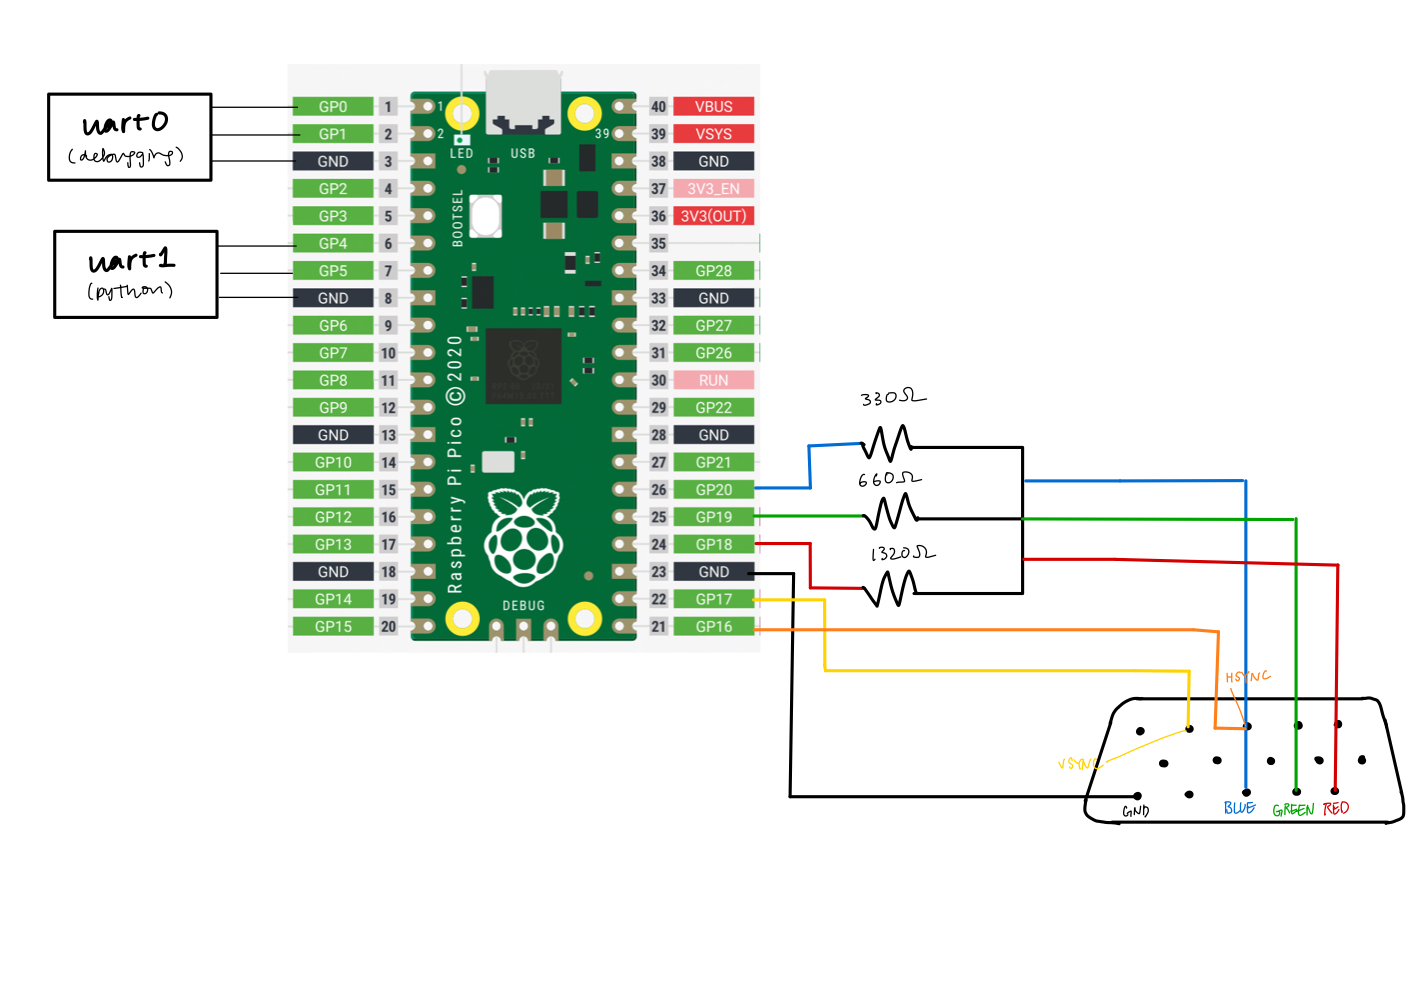 uart0
(debugging)
uart1
(python)
GP0 1
GP1 2
GND 3
GP2 4
GP3 5
GP4 6
GP5 7
GND 8
GP6 9
GP7 10
GP8 11
GP9 12
GND 13
GP10 14
GP11 15
GP12 16
GP13 17
GND 18
GP14 19
GP15 20
1
2
39
LED
USB
BOOTSEL
Raspberry Pi Pico © 2020
DEBUG
40 VBUS
39 VSYS
38 GND
37 3V3_EN
36 3V3(OUT)
35
34 GP28
33 GND
32 GP27
31 GP26
30 RUN
29 GP22
28 GND
27 GP21
26 GP20
25 GP19
24 GP18
23 GND
22 GP17
21 GP16
330Ω
660Ω
1320Ω
HSYNC
VSYNC
GND
BLUE
GREEN
RED